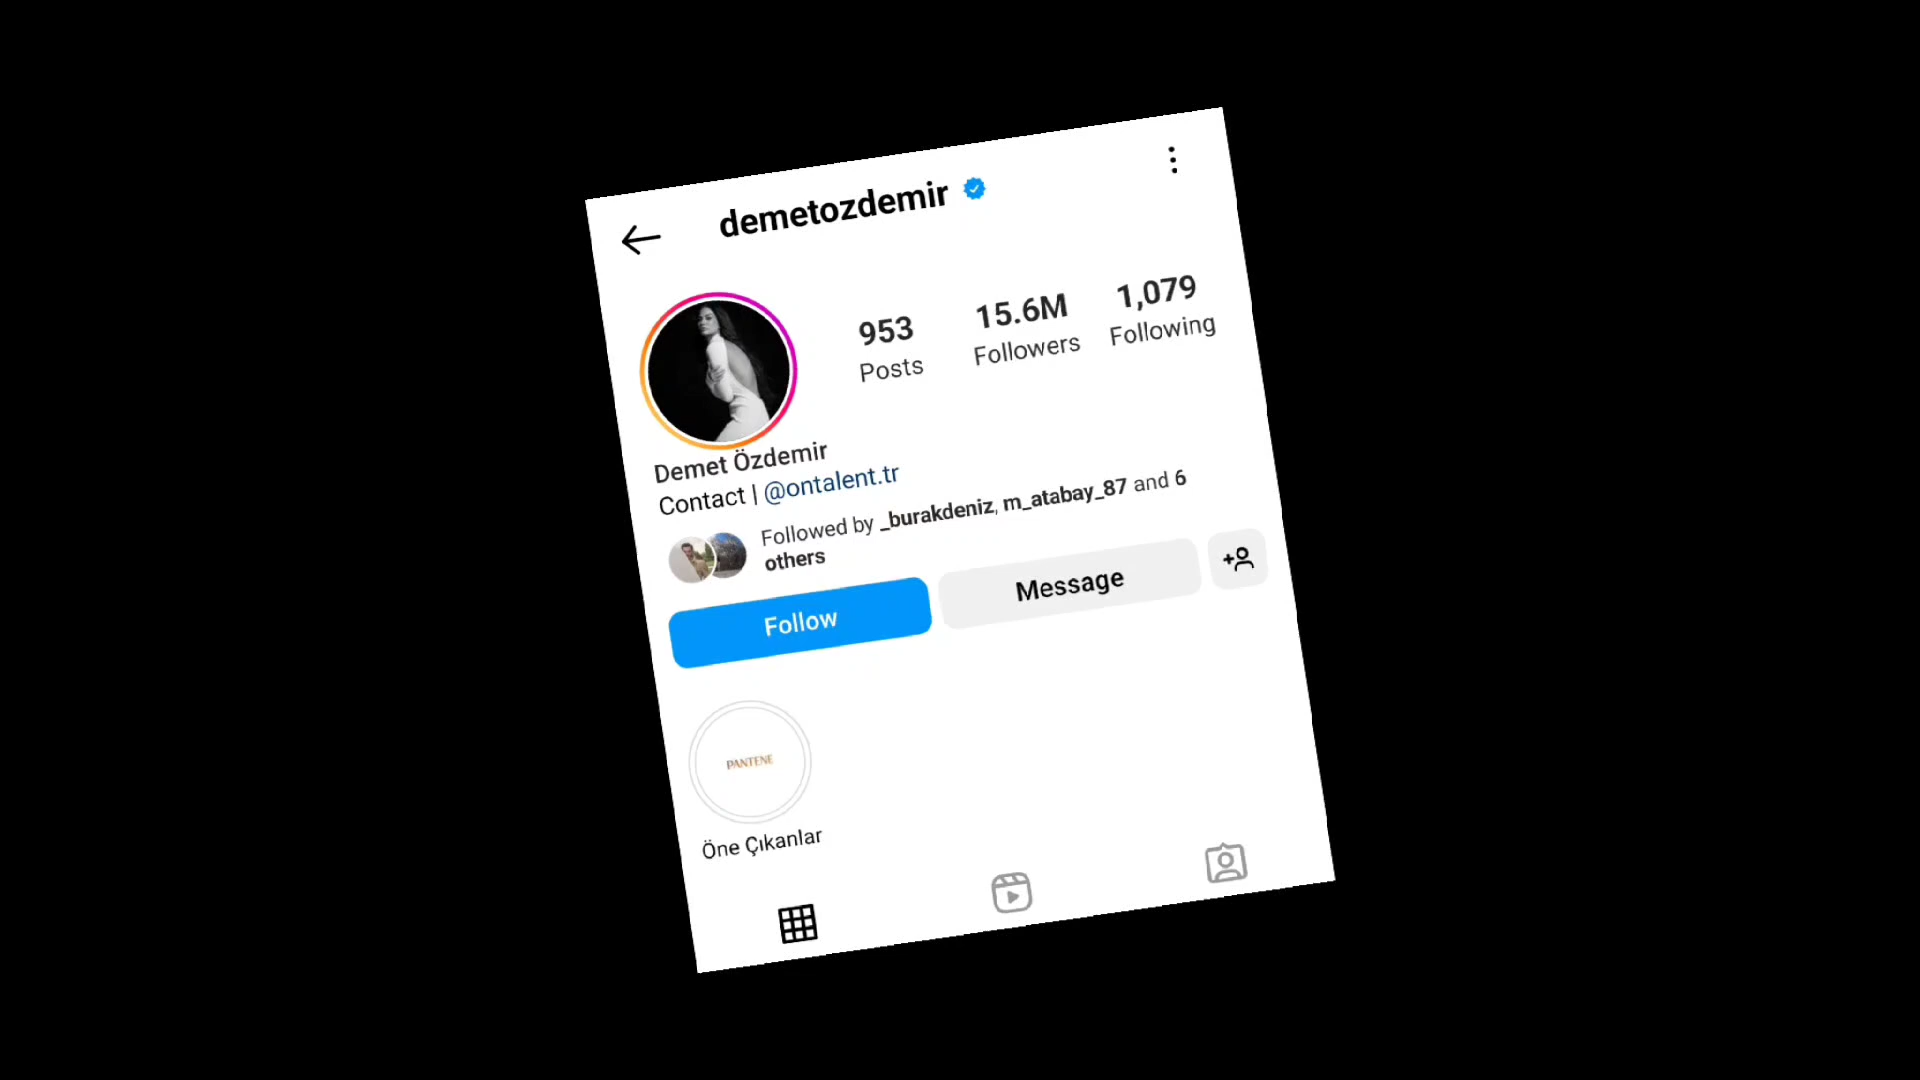 demetozdemir
953 15.6M 1,079
Posts Followers Following
Demet Özdemir
Contact | @ontalent.tr
Followed by _burakdeniz, m_atabay_87 and 6
others
Follow Message
PANTENE
Öne Çıkanlar